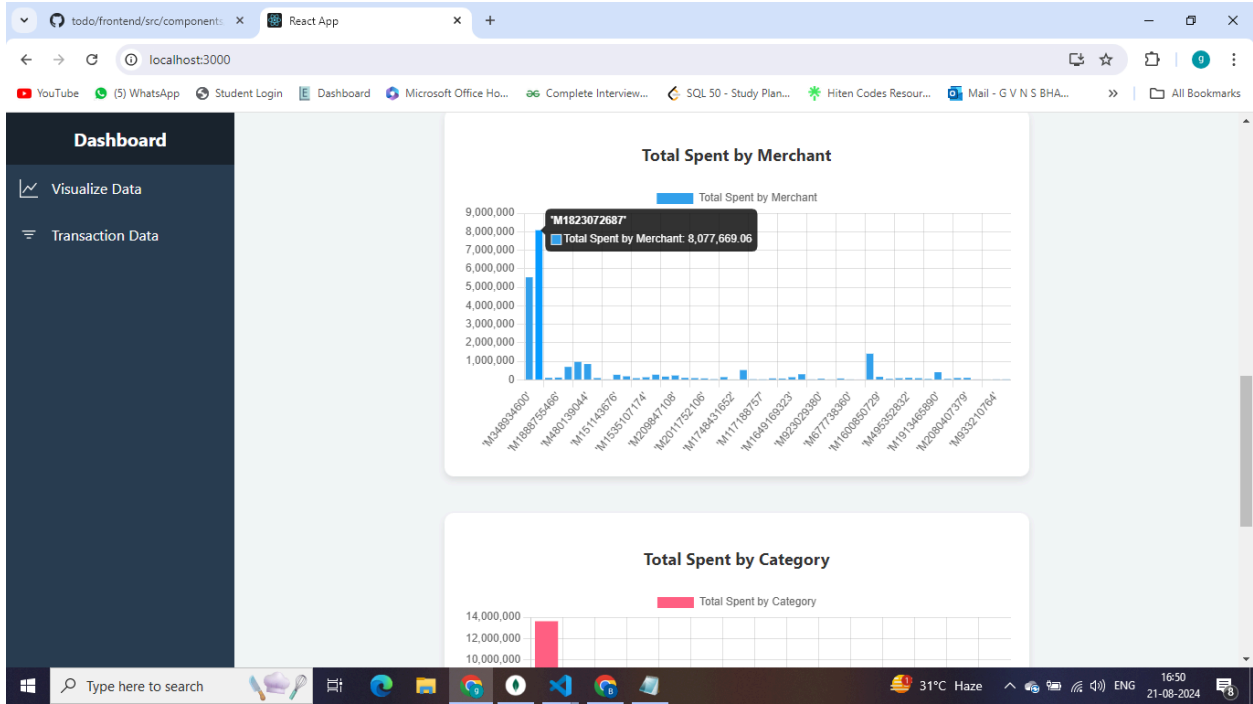 todo/frontend/src/components
React App
localhost:3000
g
YouTube
(5) WhatsApp
Student Login
Dashboard
Microsoft Office Ho...
Complete Interview...
SQL 50 - Study Plan...
Hiten Codes Resour...
Mail - G V N S BHA...
All Bookmarks
Dashboard
Visualize Data
Transaction Data
Total Spent by Merchant
Total Spent by Merchant
9,000,000
8,000,000
7,000,000
6,000,000
5,000,000
4,000,000
3,000,000
2,000,000
1,000,000
0
'M1823072687'
Total Spent by Merchant: 8,077,669.06
'M348934600'
'M1888755466'
'M480139044'
'M151143676'
'M1535107174'
'M209847108'
'M2011752106'
'M1748431652'
'M117188757'
'M1649169323'
'M923029380'
'M677738360'
'M1600850729'
'M495352832'
'M1913465890'
'M2080407379'
'M933210764'
Total Spent by Category
Total Spent by Category
14,000,000
12,000,000
10,000,000
Type here to search
31°C Haze
ENG
16:50
21-08-2024
8